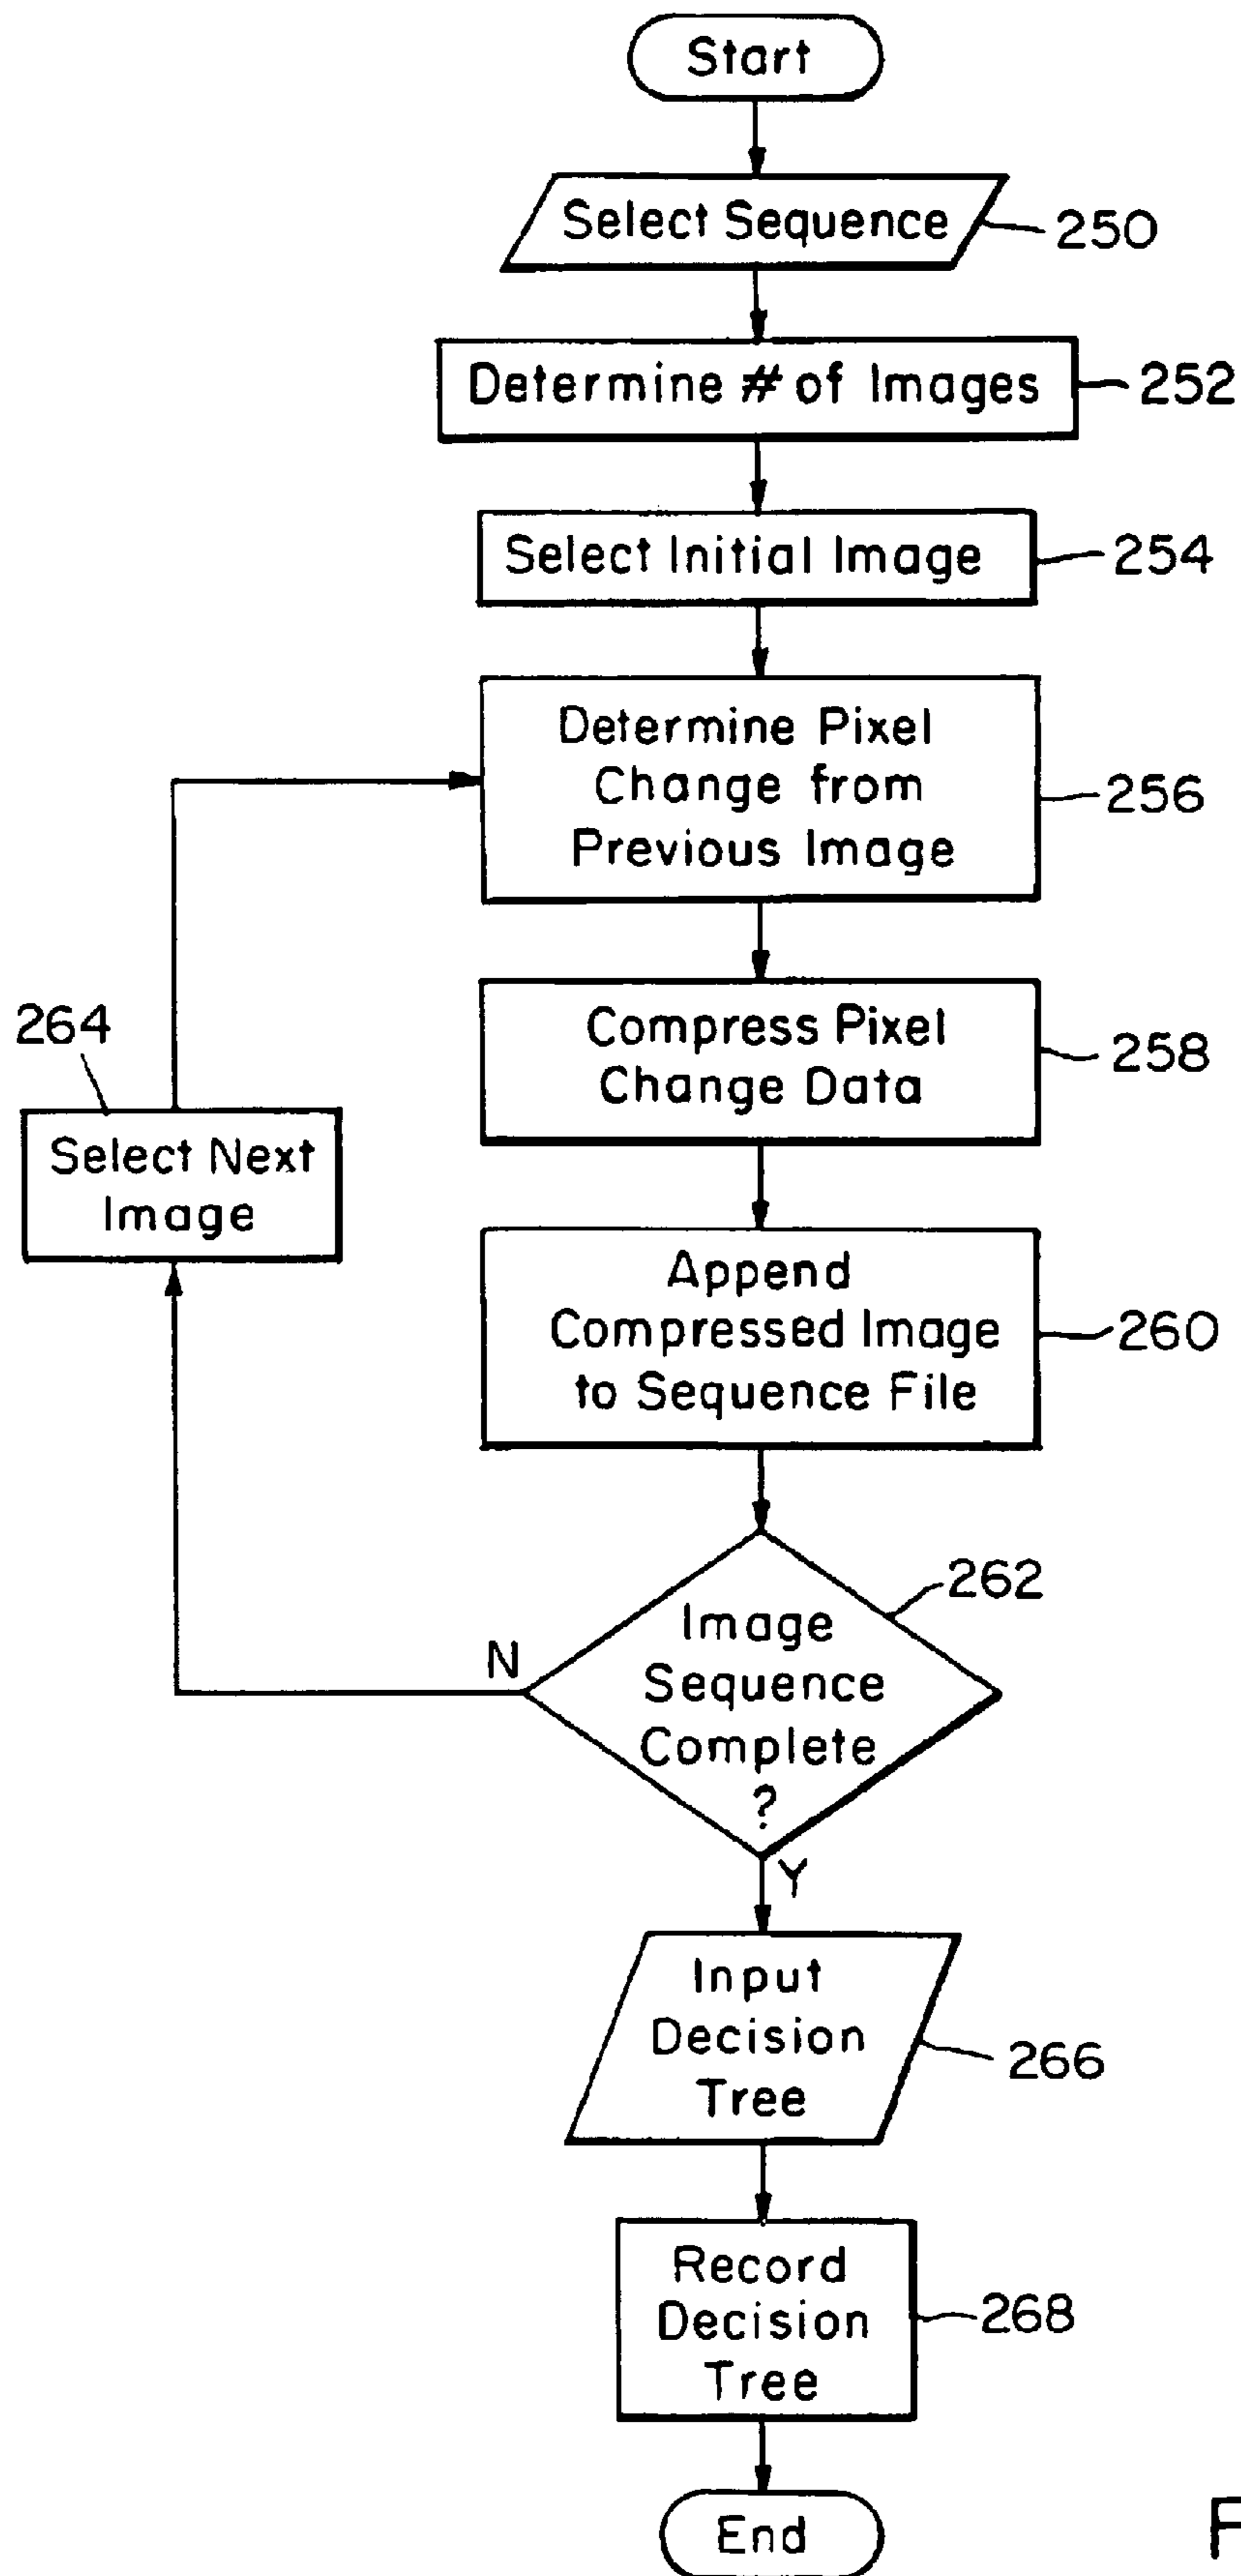 Start
Select Sequence
250
Determine # of Images
252
Select Initial Image
254
Determine Pixel
Change from
Previous Image
256
Compress Pixel
Change Data
258
264
Select Next
Image
Append
Compressed Image
to Sequence File
260
Image
Sequence
Complete
?
262
N
Y
Input
Decision
Tree
266
Record
Decision
Tree
268
End